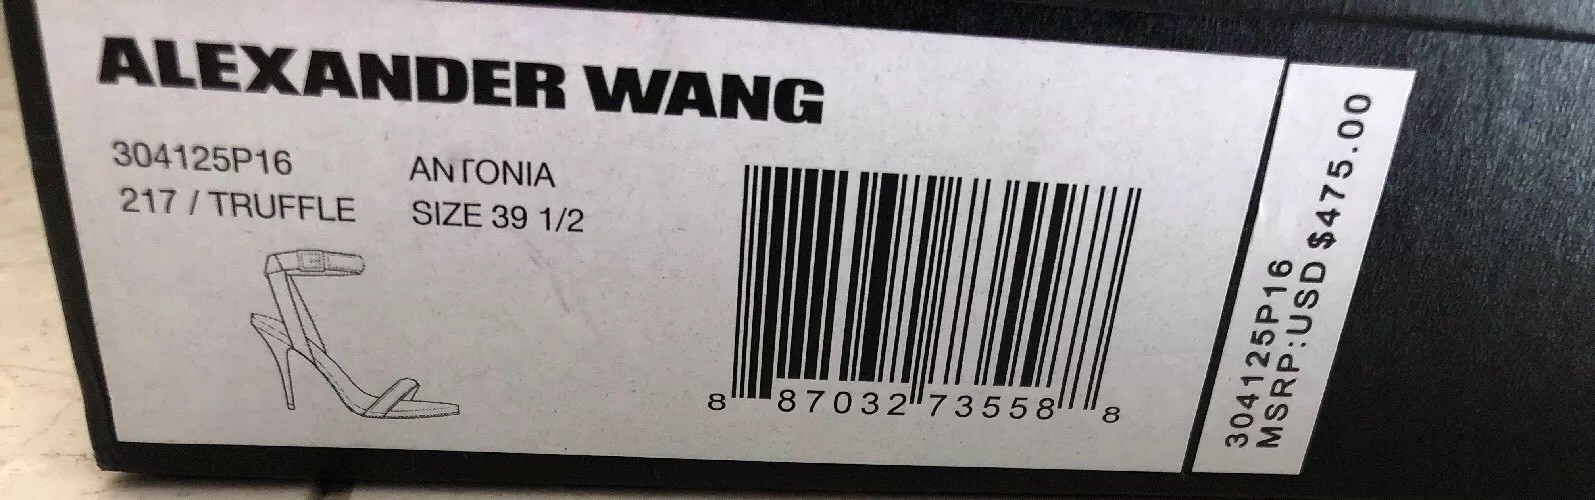 ALEXANDER WANG
304125P16 ANTONIA
217 / TRUFFLE SIZE 39 1/2
8 87032 73558 8
304125P16
MSRP:USD $475.00